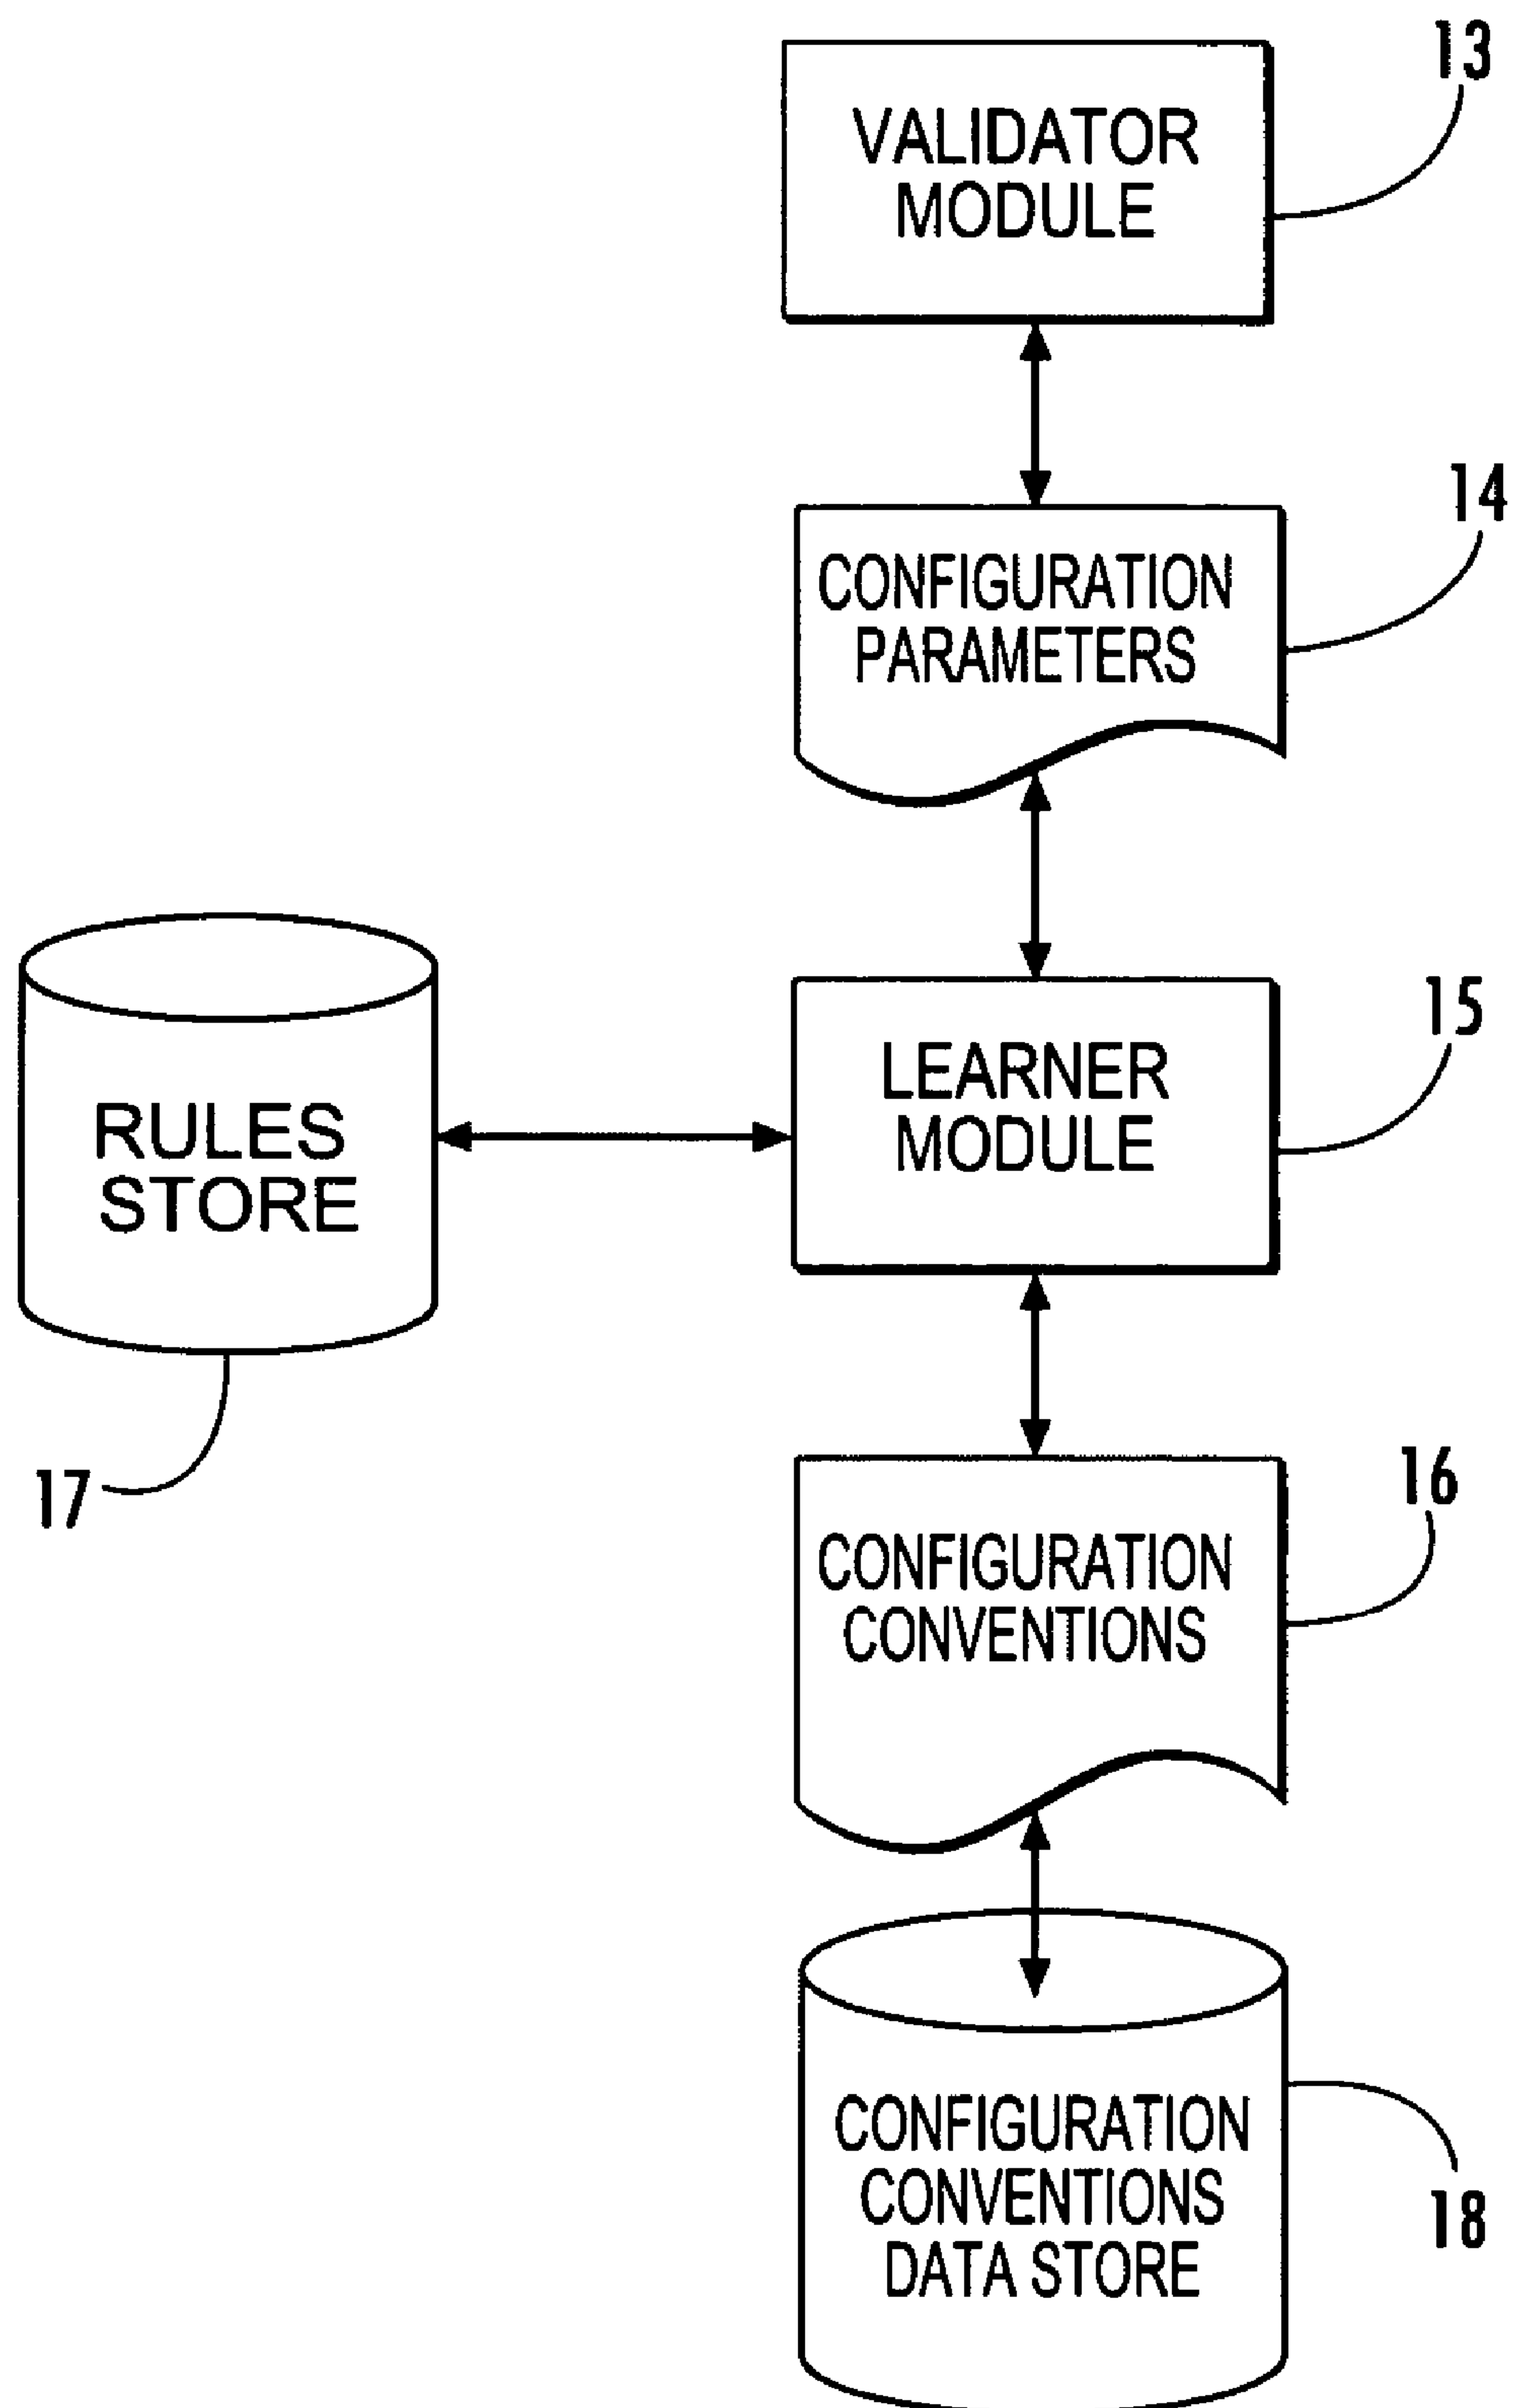 13
VALIDATOR
MODULE
14
CONFIGURATION
PARAMETERS
15
LEARNER
MODULE
RULES
STORE
17
16
CONFIGURATION
CONVENTIONS
CONFIGURATION
CONVENTIONS
DATA STORE
18